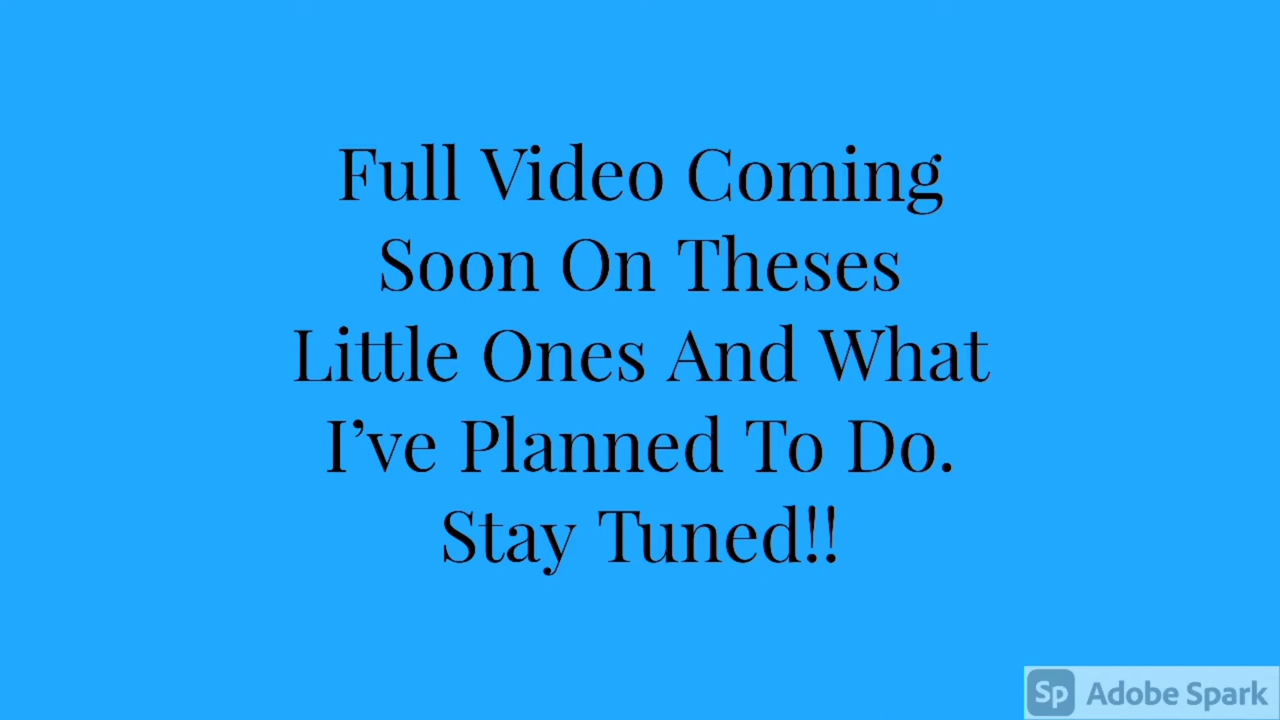 Full Video Coming
Soon On Theses
Little Ones And What
I’ve Planned To Do.
Stay Tuned!!
Sp Adobe Spark